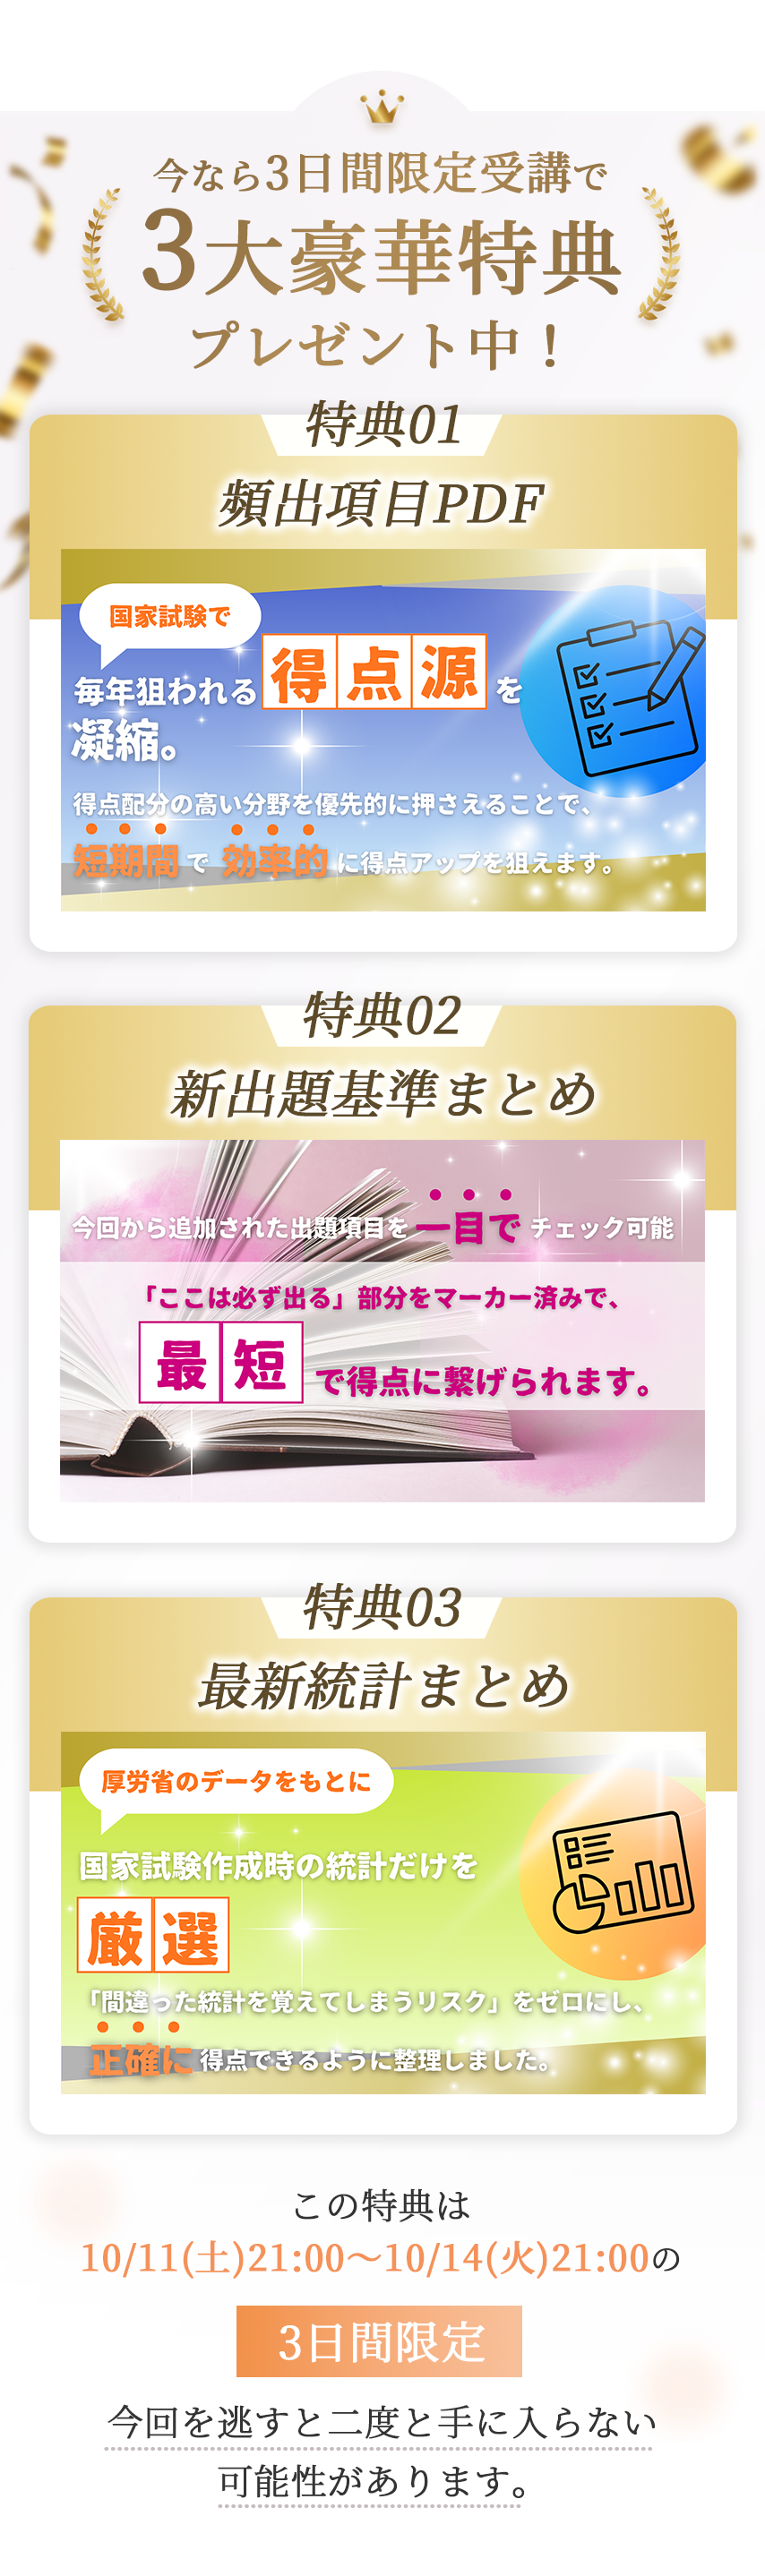 今なら3日間限定受講で
3大豪華特典
プレゼント中！
特典01
頻出項目PDF
国家試験で
毎年狙われる得点源を
凝縮。
得点配分の高い分野を優先的に押さえることで、
短期間で効率的に得点アップを狙えます。
特典02
新出題基準まとめ
今回から追加された出題項目を一目でチェック可能
「ここは必ず出る」部分をマーカー済みで、
最短で得点に繋げられます。
特典03
最新統計まとめ
厚労省のデータをもとに
国家試験作成時の統計だけを
厳選
「間違った統計を覚えてしまうリスク」をゼロにし、
正確に得点できるように整理しました。
この特典は
10/11(土)21:00〜10/14(火)21:00の
3日間限定
今回を逃すと二度と手に入らない
可能性があります。